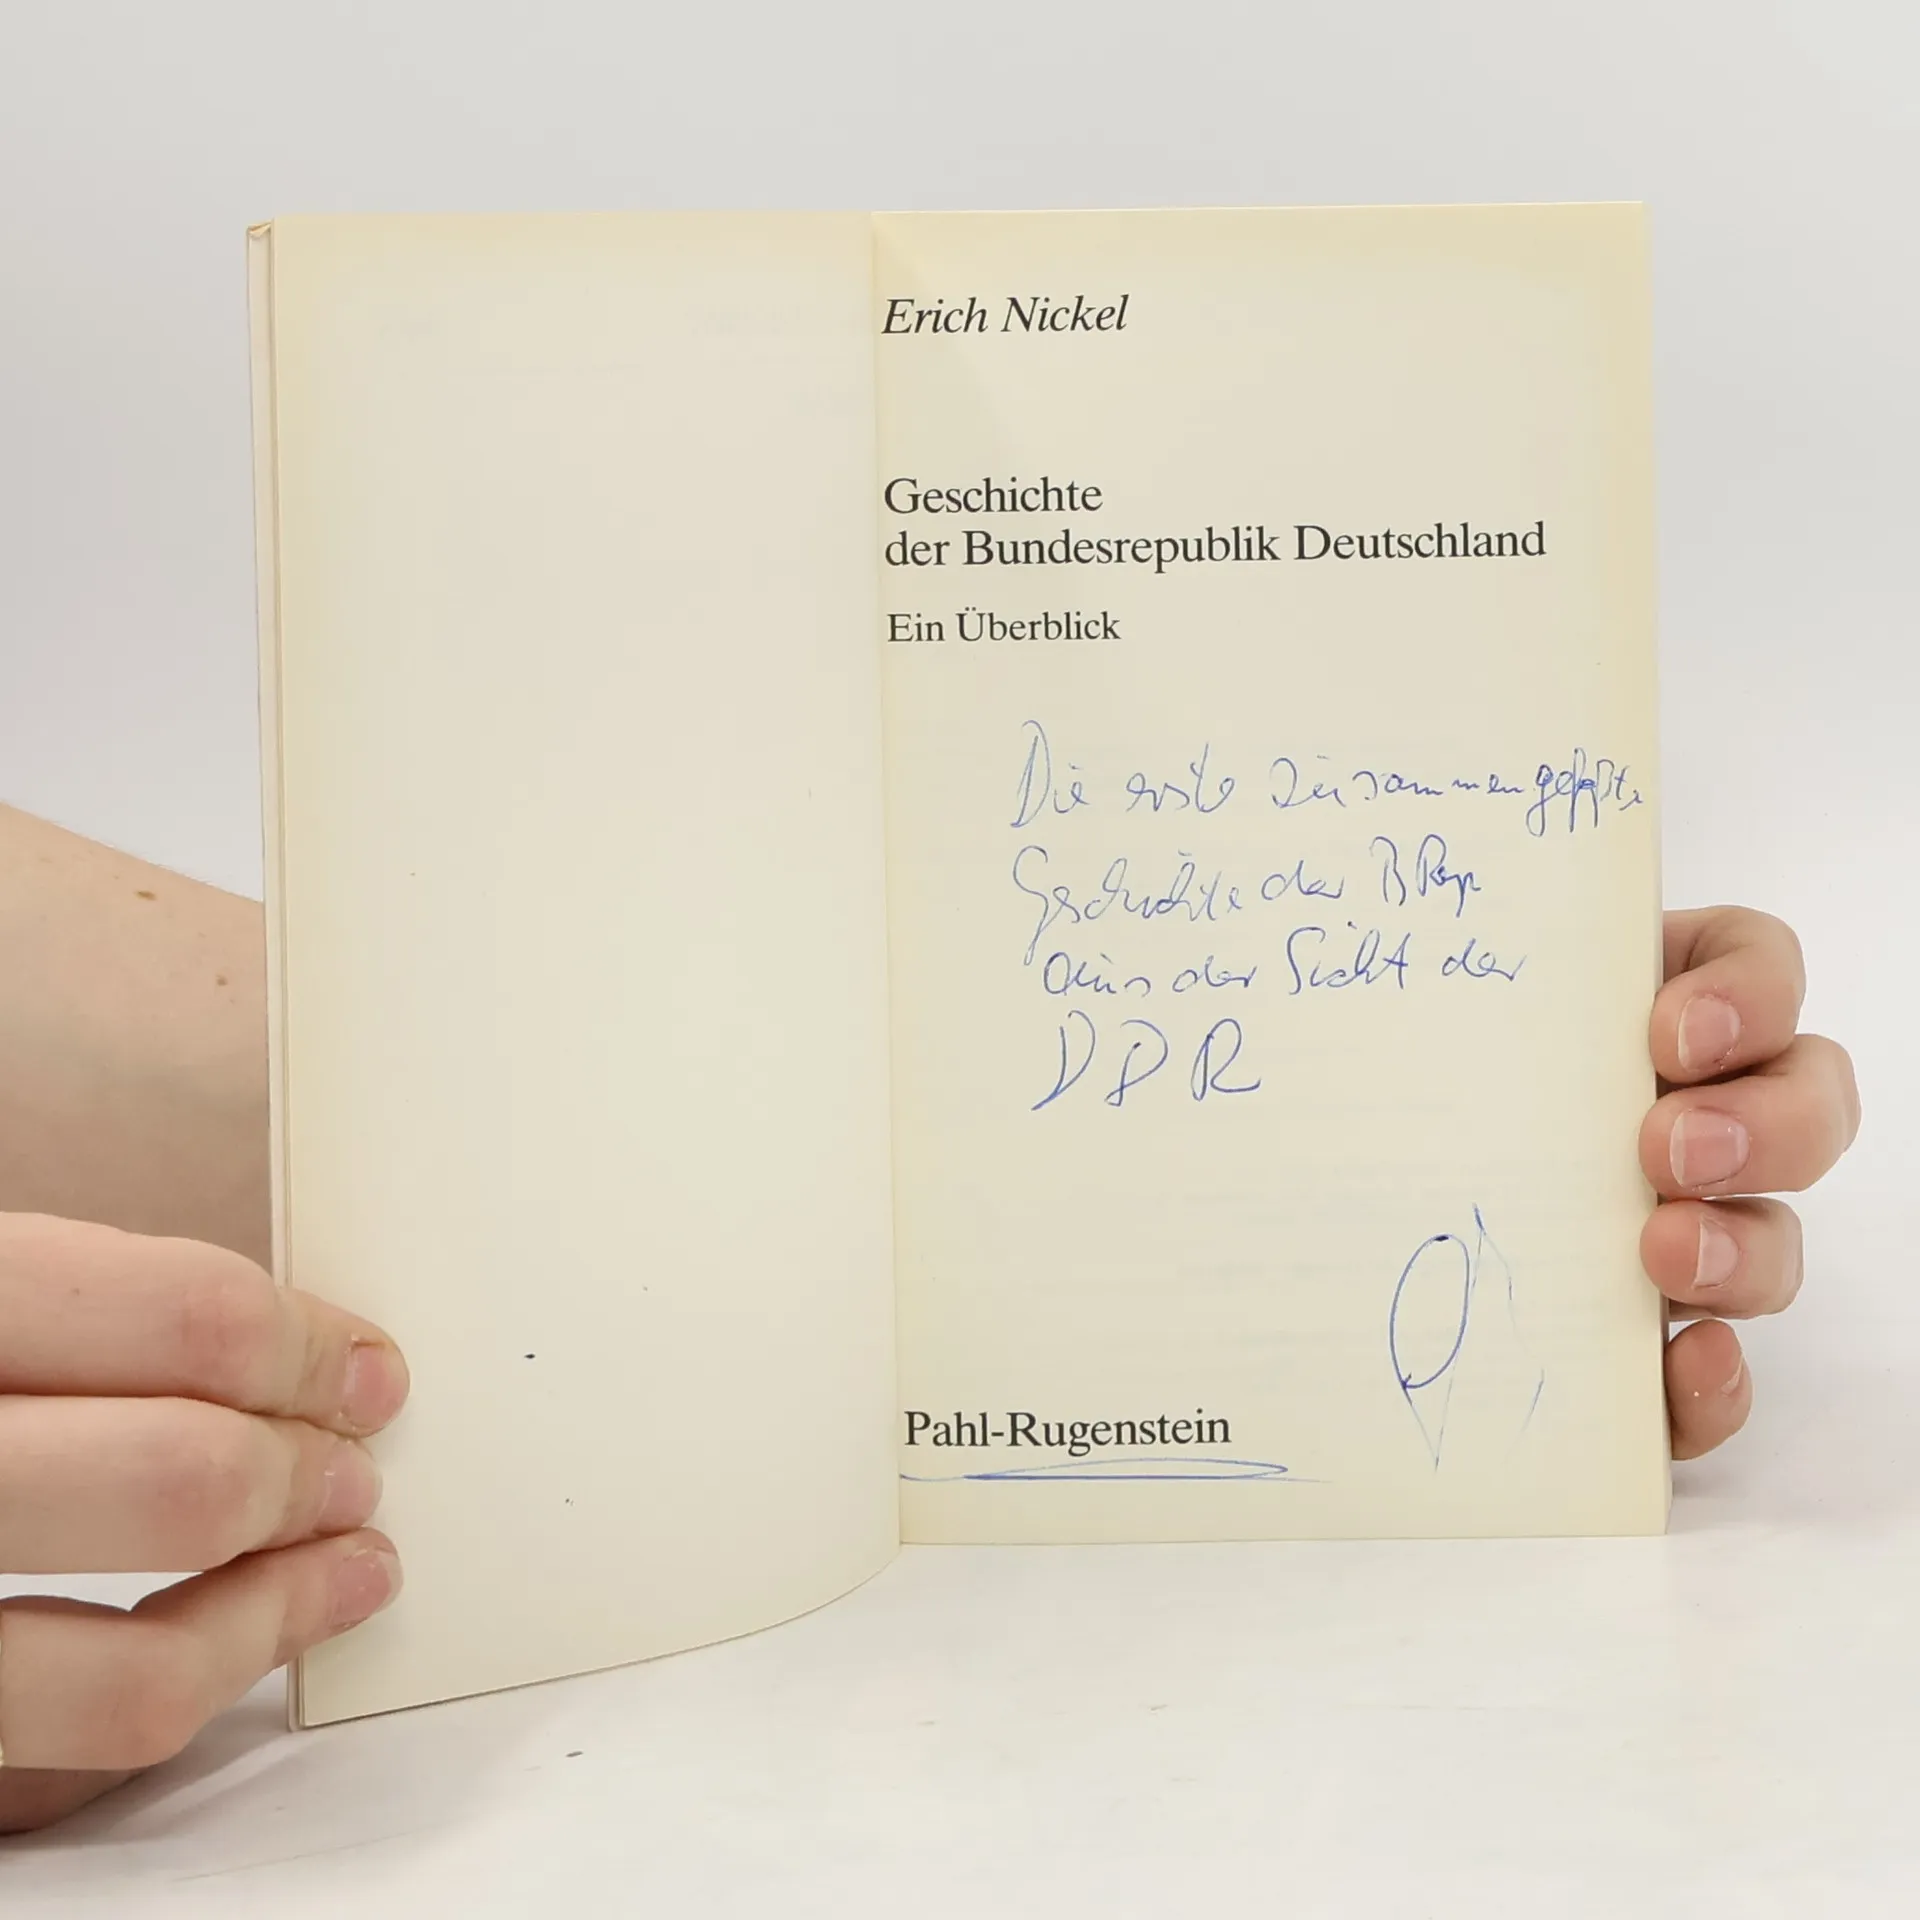 Erich Nickel
Geschichte
der Bundesrepublik Deutschland
Ein Überblick
Die erste zusammengefaßte
Geschichte der BRep
aus der Sicht der
DDR
Pahl-Rugenstein